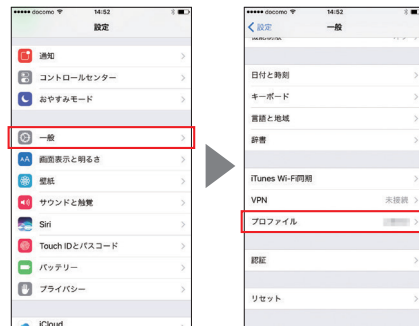 docomo 14:52
設定
通知
コントロールセンター
おやすみモード
一般
画面表示と明るさ
壁紙
サウンドと触覚
Siri
Touch IDとパスコード
バッテリー
プライバシー
iCloud
docomo 14:52
設定 一般
日付と時刻
キーボード
言語と地域
辞書
iTunes Wi-Fi同期
VPN 未接続
プロファイル
認証
リセット